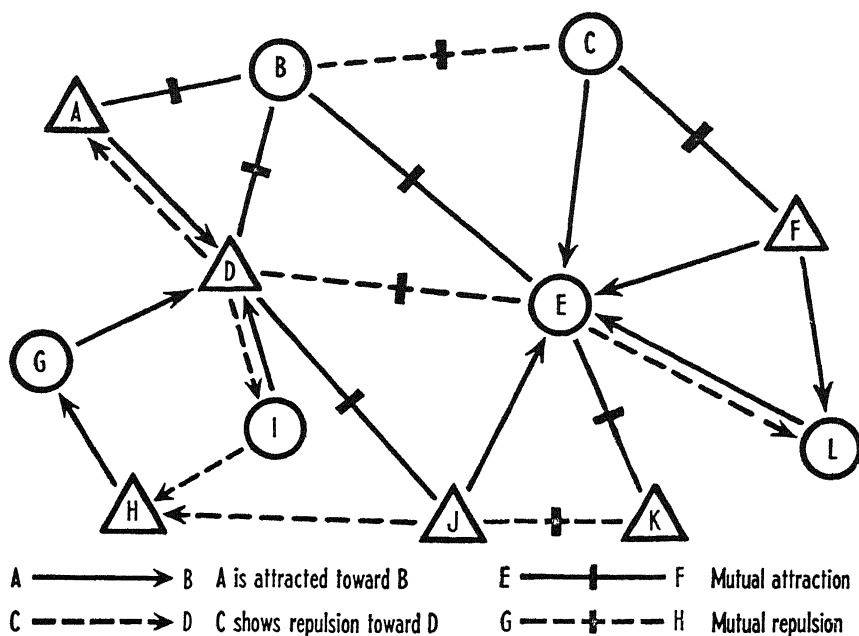 B
C
A
F
D
E
G
I
L
H
J
K
A B A is attracted toward B
E F Mutual attraction
C D C shows repulsion toward D
G H Mutual repulsion